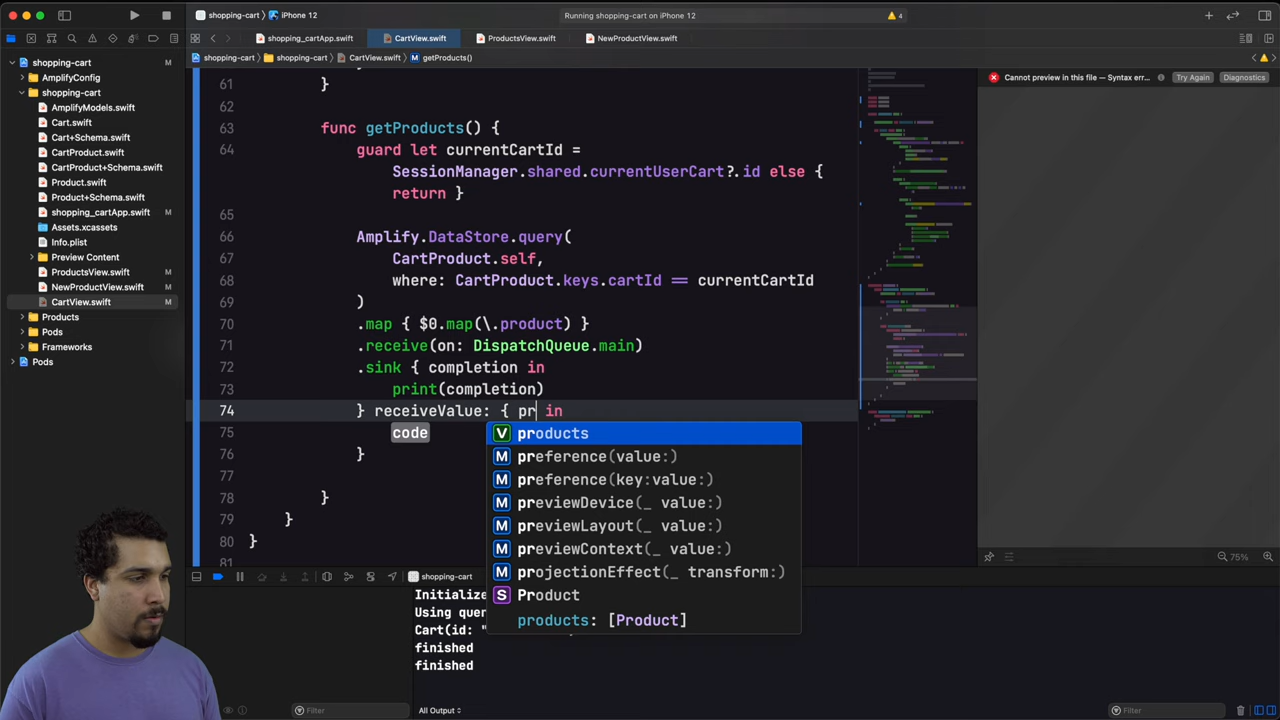 shopping-cart
iPhone 12
Running shopping-cart on iPhone 12
4
shopping_cartApp.swift
CartView.swift
ProductsView.swift
NewProductView.swift
shopping-cart
shopping-cart
CartView.swift
M
getProducts()
shopping-cart
M
AmplifyConfig
shopping-cart
AmplifyModels.swift
Cart.swift
Cart+Schema.swift
CartProduct.swift
CartProduct+Schema.swift
Product.swift
Product+Schema.swift
shopping_cartApp.swift
M
Assets.xcassets
Info.plist
Preview Content
ProductsView.swift
M
NewProductView.swift
M
CartView.swift
Products
Pods
Frameworks
Pods
61
}
62
63
func getProducts() {
64
guard let currentCartId =
SessionManager.shared.currentUserCart?.id else {
return }
65
66
Amplify.DataStore.query(
67
CartProduct.self,
68
where: CartProduct.keys.cartId == currentCartId
69
)
70
.map { $0.map(\.product) }
71
.receive(on: DispatchQueue.main)
72
.sink { completion in
73
print(completion)
74
} receiveValue: { pr in
75
code
76
}
77
78
}
79
}
80
}
81
V products
M preference(value:)
M preference(key:value:)
M previewDevice(_ value:)
M previewLayout(_ value:)
M previewContext(_ value:)
M projectionEffect(_ transform:)
S Product
products: [Product]
Cannot preview in this file — Syntax err...
Try Again
Diagnostics
75%
shopping-cart
Initialize
Using quer
Cart(id: "
finished
finished
Filter
All Output
Filter